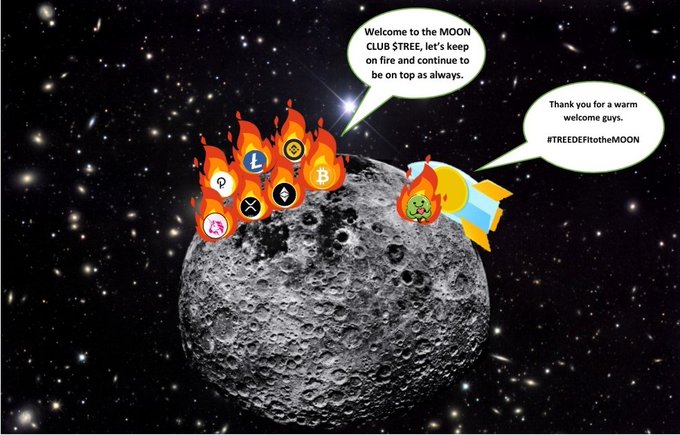 Welcome to the MOON
CLUB $TREE, let's keep
on fire and continue to
be on top as always.
Thank you for a warm
welcome guys.
#TREEDEFItotheMOON